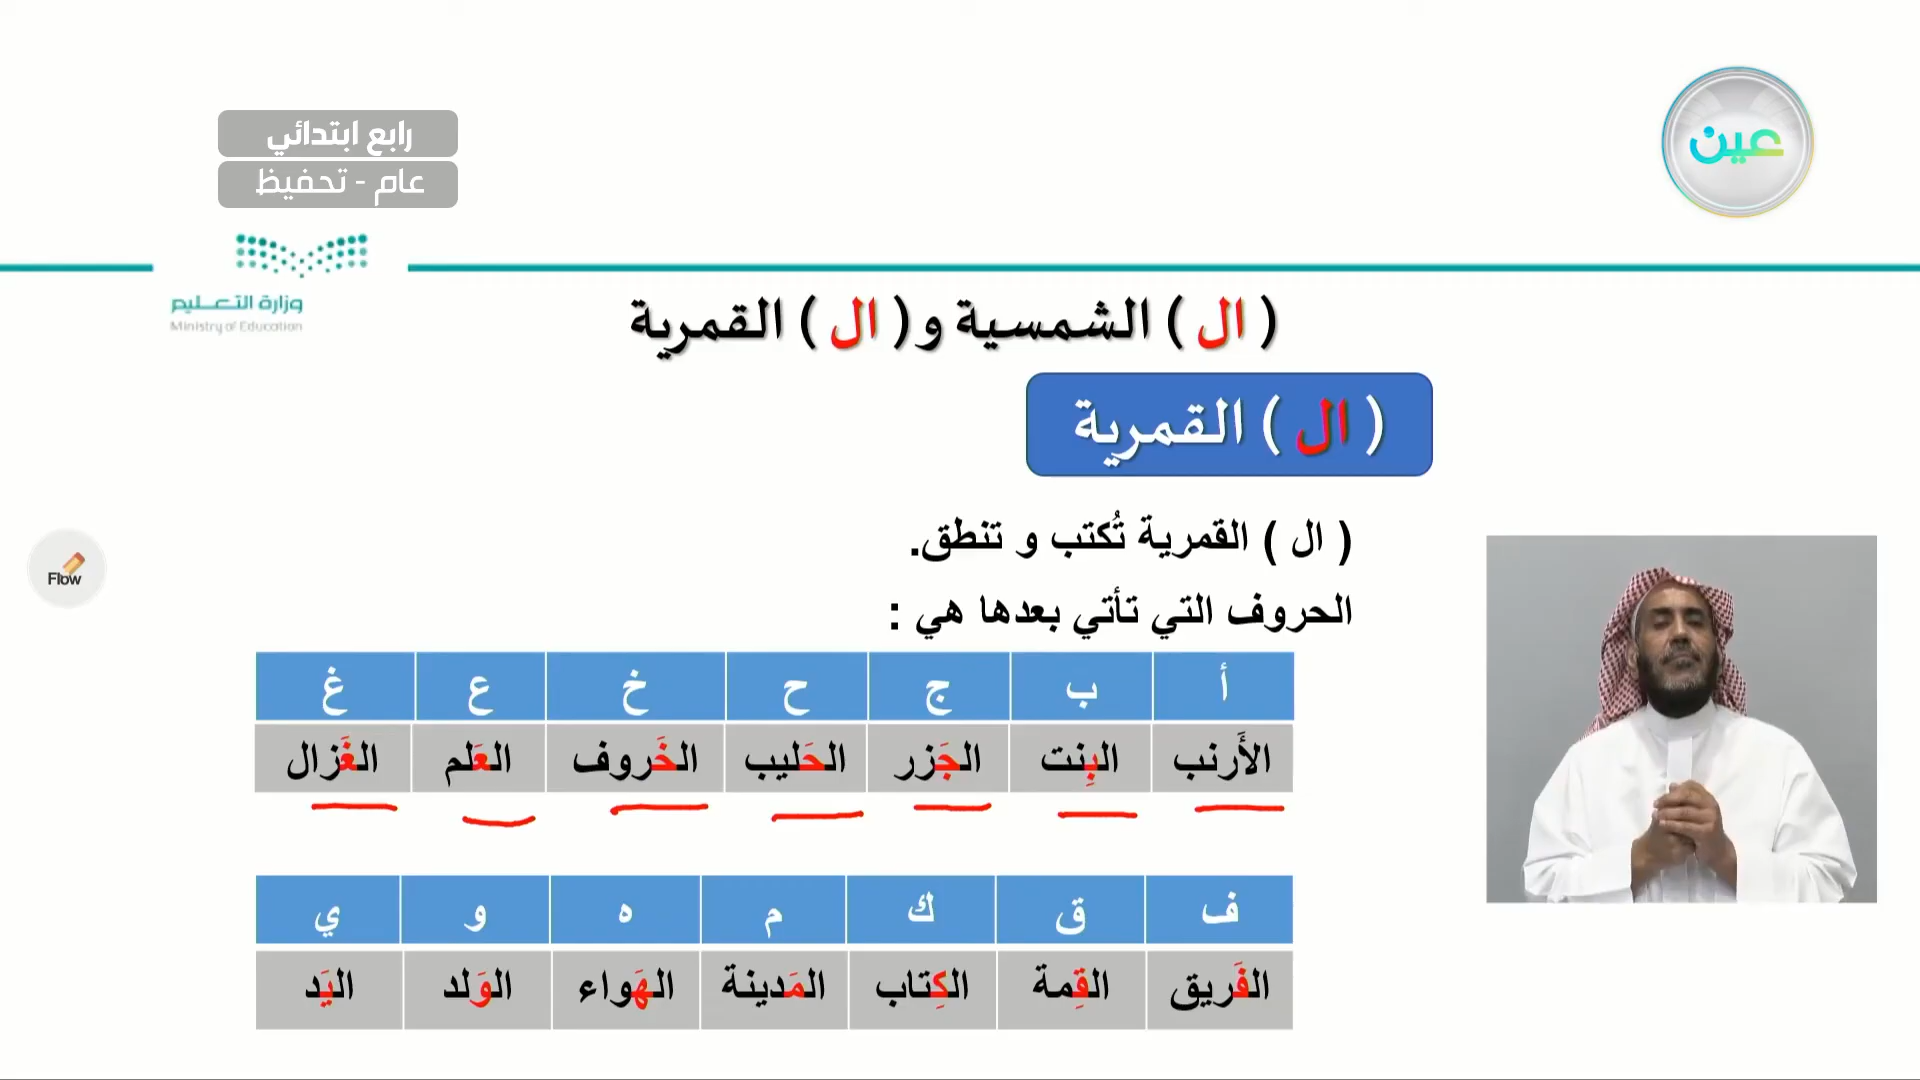 رابع ابتدائي
عام - تحفيظ
عين
وزارة التعليم
Ministry of Education
( ال ) الشمسية و ( ال ) القمرية
( ال ) القمرية
( ال ) القمرية تُكتب و تنطق.
الحروف التي تأتي بعدها هي :
أ ب ج ح خ ع غ
الأَرنب البِنت الجَزر الحَليب الخَروف العَلم الغَزال
ف ق ك م ه و ي
الفَريق القِمة الكِتاب المَدينة الهَواء الوَلد اليَد
Flow